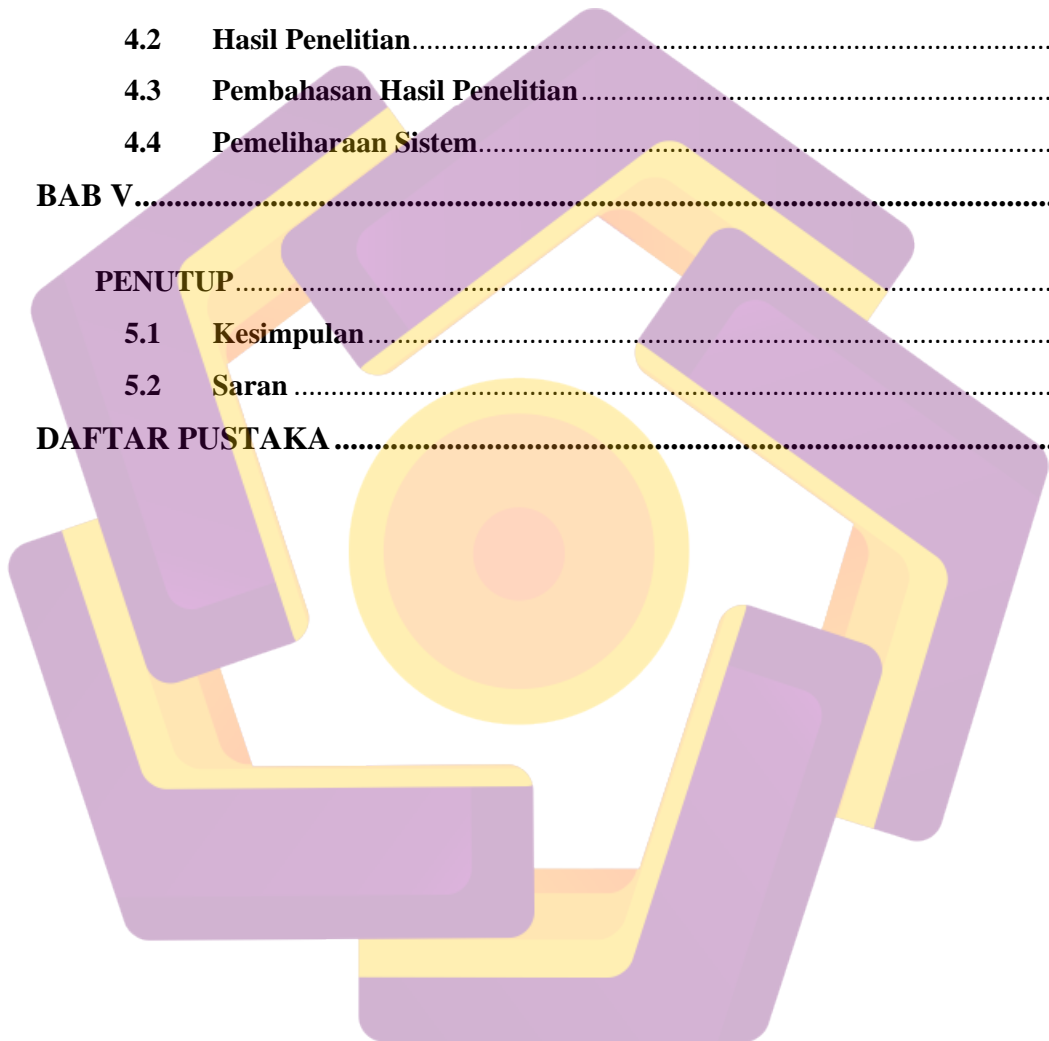 4.2 Hasil Penelitian........................................................................
4.3 Pembahasan Hasil Penelitian........................................................................
4.4 Pemeliharaan Sistem........................................................................
BAB V........................................................................
PENUTUP........................................................................
5.1 Kesimpulan........................................................................
5.2 Saran ........................................................................
DAFTAR PUSTAKA ........................................................................